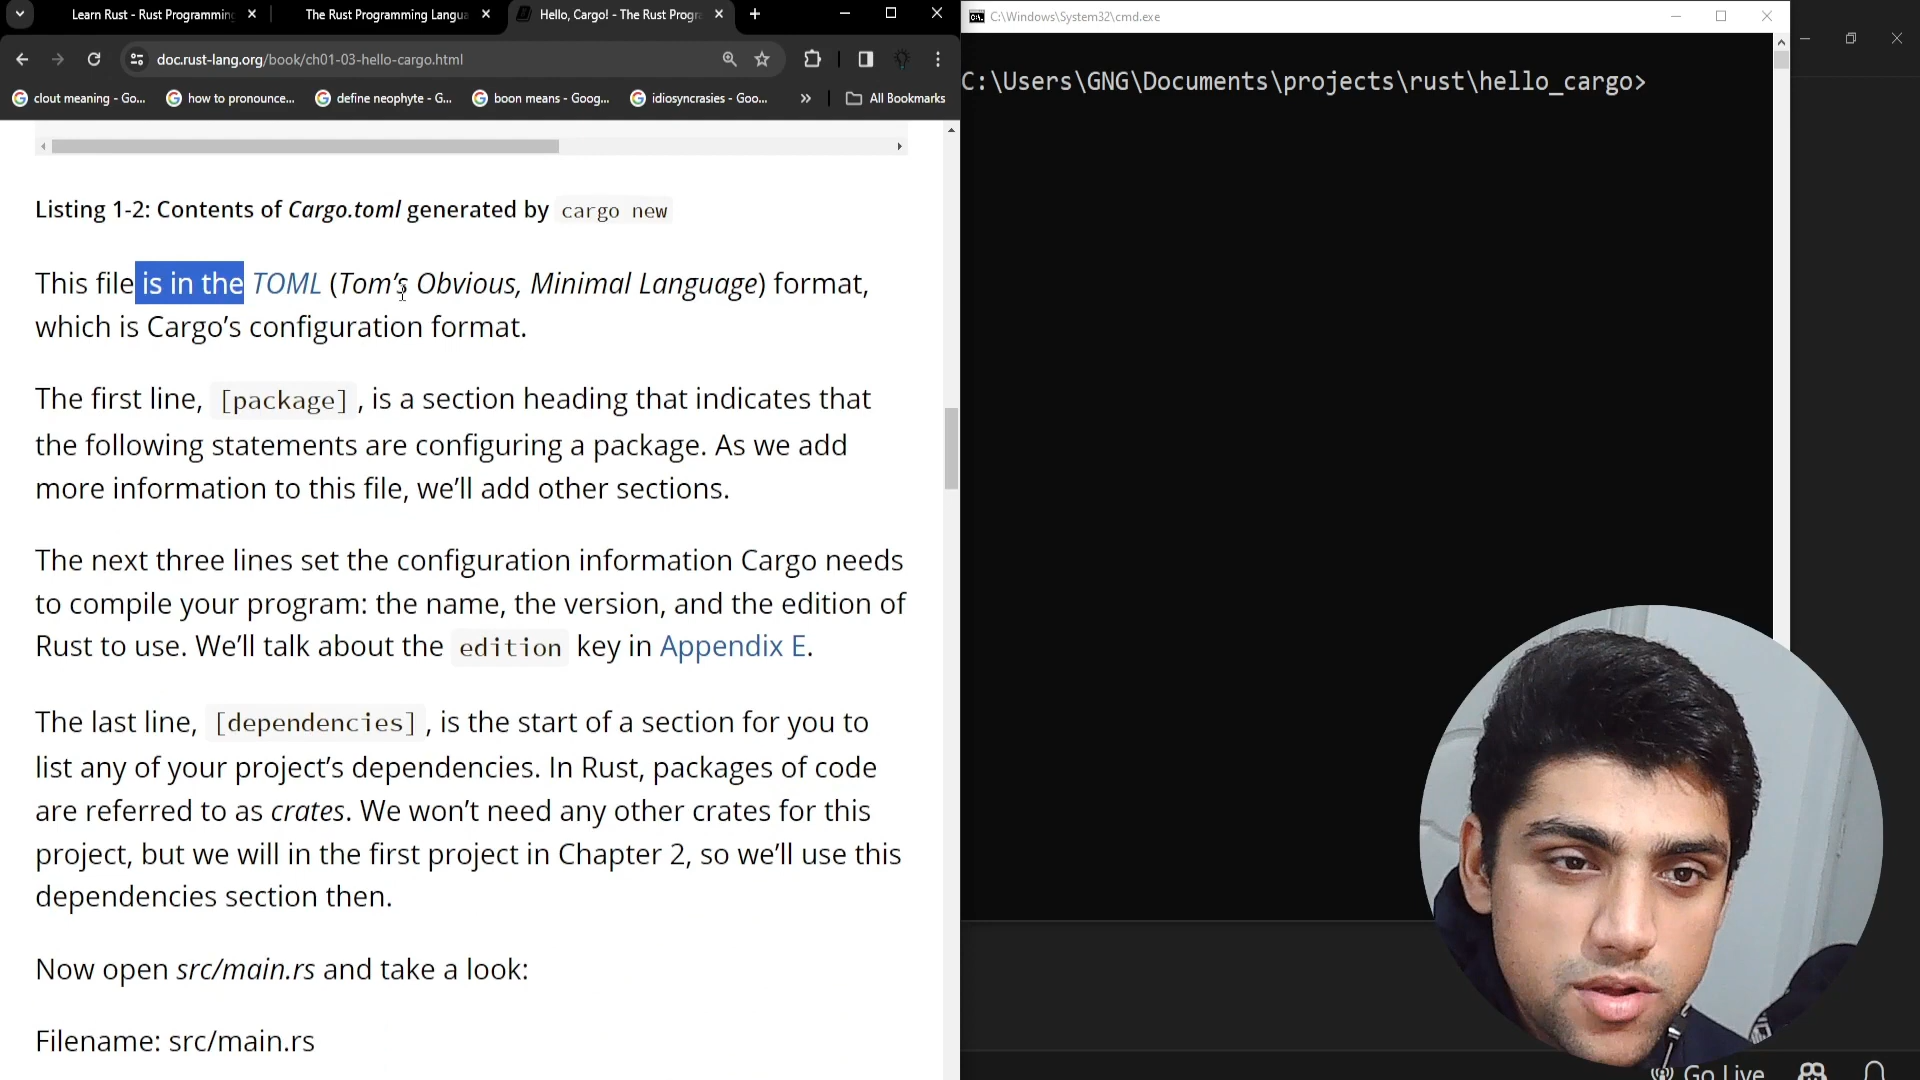 Learn Rust - Rust Programming
The Rust Programming Langu
Hello, Cargo! - The Rust Progr
doc.rust-lang.org/book/ch01-03-hello-cargo.html
clout meaning - Go...
how to pronounce...
define neophyte - G...
boon means - Goog...
idiosyncrasies - Goo...
»
All Bookmarks
Listing 1-2: Contents of Cargo.toml generated by cargo new
This file is in the TOML (Tom’s Obvious, Minimal Language) format,
which is Cargo’s configuration format.
The first line, [package], is a section heading that indicates that
the following statements are configuring a package. As we add
more information to this file, we’ll add other sections.
The next three lines set the configuration information Cargo needs
to compile your program: the name, the version, and the edition of
Rust to use. We’ll talk about the edition key in Appendix E.
The last line, [dependencies], is the start of a section for you to
list any of your project’s dependencies. In Rust, packages of code
are referred to as crates. We won’t need any other crates for this
project, but we will in the first project in Chapter 2, so we’ll use this
dependencies section then.
Now open src/main.rs and take a look:
Filename: src/main.rs
C:\Windows\System32\cmd.exe
C:\Users\GNG\Documents\projects\rust\hello_cargo>
Go Live